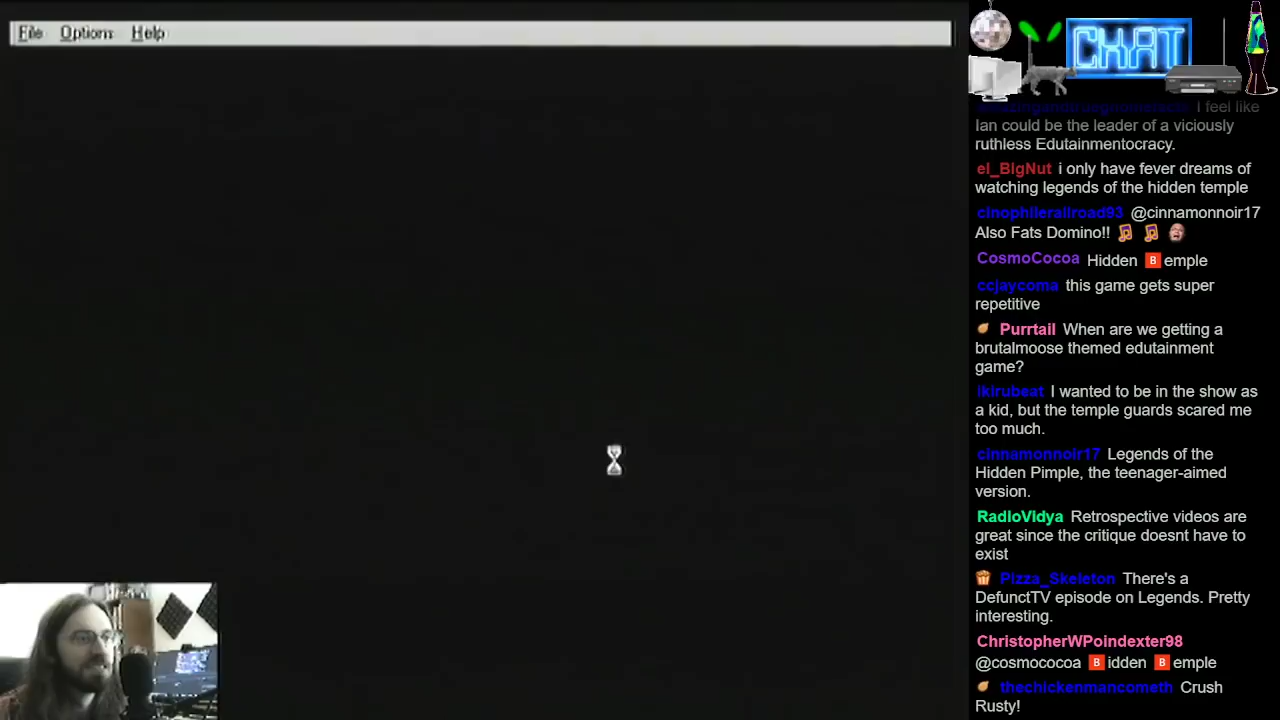 File Options Help
CHAT
I feel like
Ian could be the leader of a viciously
ruthless Edutainmentocracy.
el_BigNut i only have fever dreams of
watching legends of the hidden temple
cinophilerailroad93 @cinnamonnoir17
Also Fats Domino!!
CosmoCocoa Hidden B emple
ccjaycoma this game gets super
repetitive
Purrtail When are we getting a
brutalmoose themed edutainment
game?
Ikirubeat I wanted to be in the show as
a kid, but the temple guards scared me
too much.
cinnamonnoir17 Legends of the
Hidden Pimple, the teenager-aimed
version.
RadioVidya Retrospective videos are
great since the critique doesnt have to
exist
Pizza_Skeleton There's a
DefunctTV episode on Legends. Pretty
interesting.
ChristopherWPoindexter98
@cosmococoa B idden B emple
thechickenmancometh Crush
Rusty!